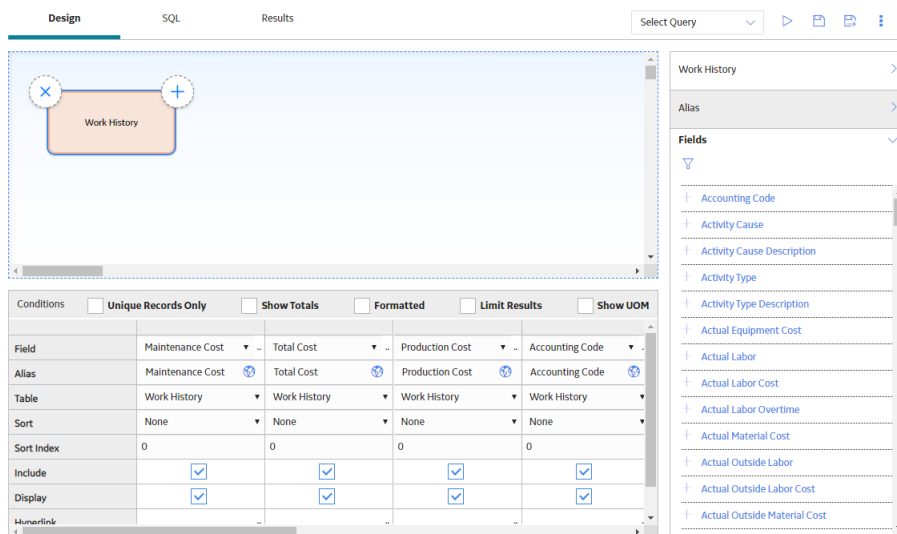 Design SQL Results Select Query
Work History
Work History
Alias
Fields
Accounting Code
Activity Cause
Activity Cause Description
Activity Type
Activity Type Description
Actual Equipment Cost
Actual Labor
Actual Labor Cost
Actual Labor Overtime
Actual Material Cost
Actual Outside Labor
Actual Outside Labor Cost
Actual Outside Material Cost
Conditions Unique Records Only Show Totals Formatted Limit Results Show UOM
Field Maintenance Cost .. Total Cost .. Production Cost .. Accounting Code .
Alias Maintenance Cost Total Cost Production Cost Accounting Code
Table Work History Work History Work History Work History
Sort None None None None
Sort Index 0 0 0 0
Include
Display
Hyperlink .. .. .. .